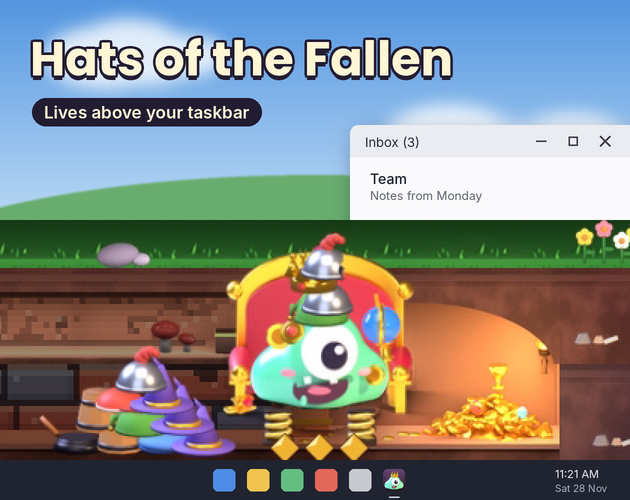 Hats of the Fallen
Lives above your taskbar
Inbox (3)
Team
Notes from Monday
11:21 AM
Sat 28 Nov